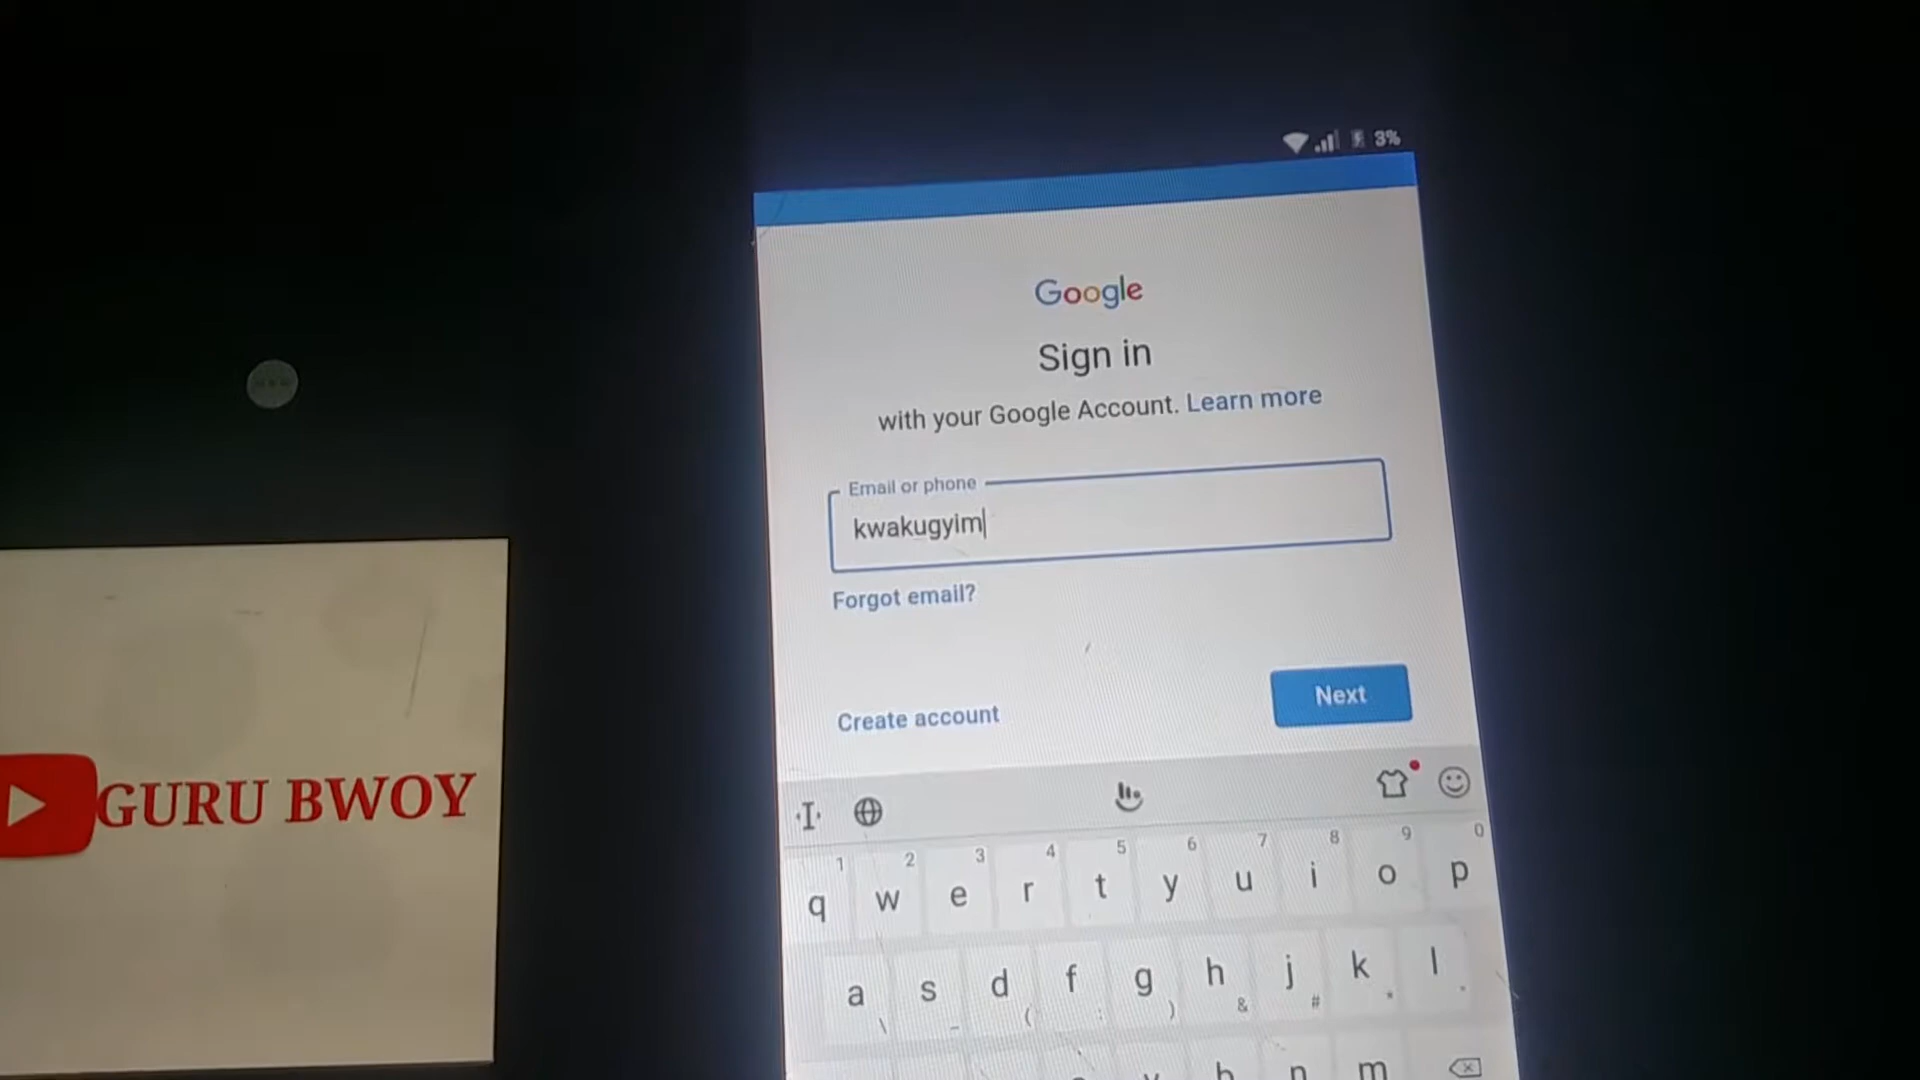 3%
Google
Sign in
with your Google Account. Learn more
Email or phone
kwakugyim
Forgot email?
Create account
Next
GURU BWOY
1 2 3 4 5 6 7 8 9 0
q w e r t y u i o p
a s d f g h j k l
\ _ ( : ) & #
b n m